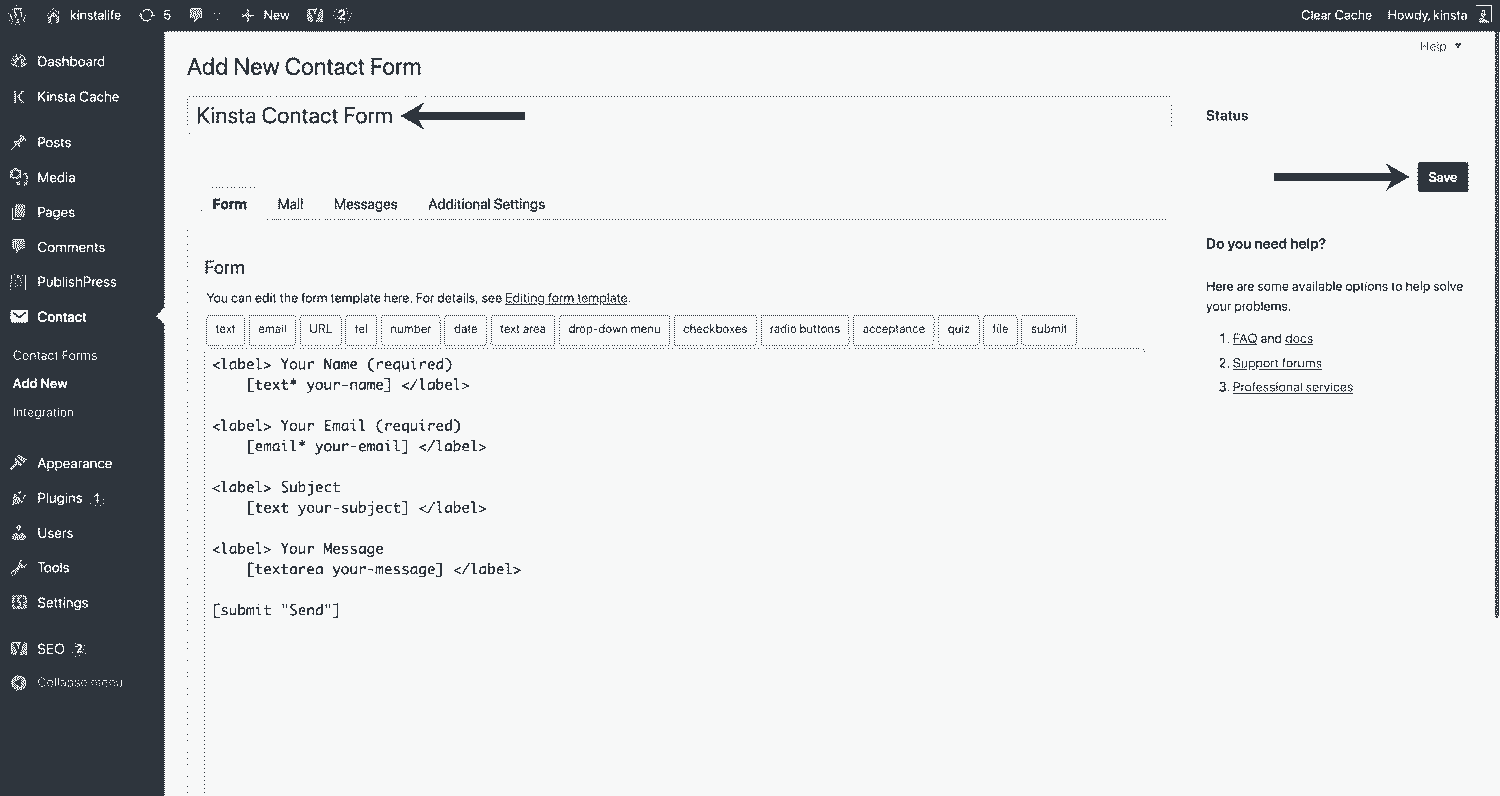 kinstalife 5 New 2 Clear Cache Howdy, kinsta
Help
Dashboard
Kinsta Cache
Posts
Media
Pages
Comments
PublishPress
Contact
Contact Forms
Add New
Integration
Appearance
Plugins 1
Users
Tools
Settings
SEO 2
Collapse menu
Add New Contact Form
Kinsta Contact Form
Form Mail Messages Additional Settings
Form
You can edit the form template here. For details, see Editing form template.
text email URL tel number date text area drop-down menu checkboxes radio buttons acceptance quiz file submit
<label> Your Name (required)
[text* your-name] </label>
<label> Your Email (required)
[email* your-email] </label>
<label> Subject
[text your-subject] </label>
<label> Your Message
[textarea your-message] </label>
[submit "Send"]
Status
Save
Do you need help?
Here are some available options to help solve
your problems.
1. FAQ and docs
2. Support forums
3. Professional services